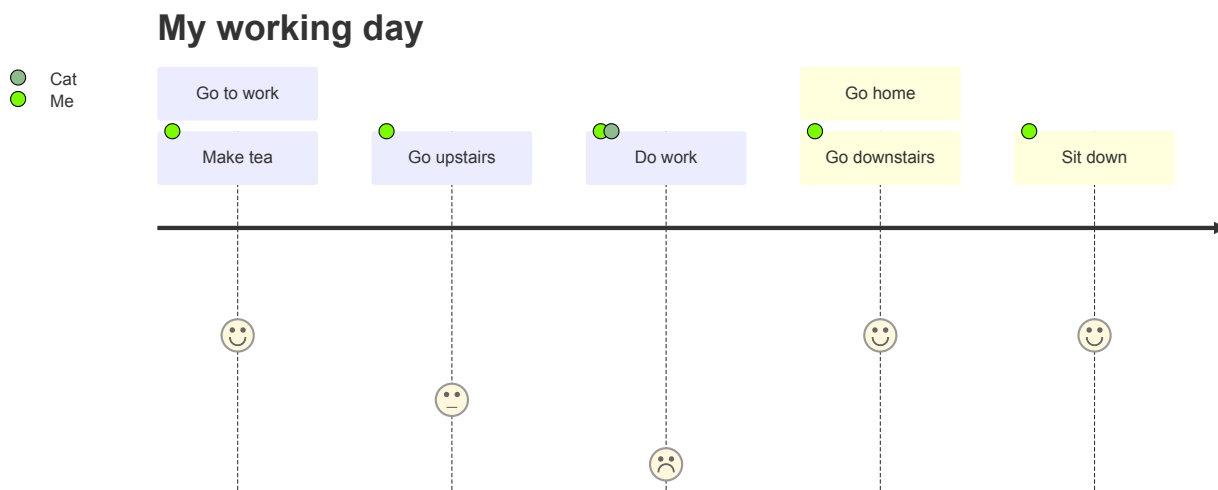 My working day
Cat
Me
Go to work
Go home
Make tea
Go upstairs
Do work
Go downstairs
Sit down